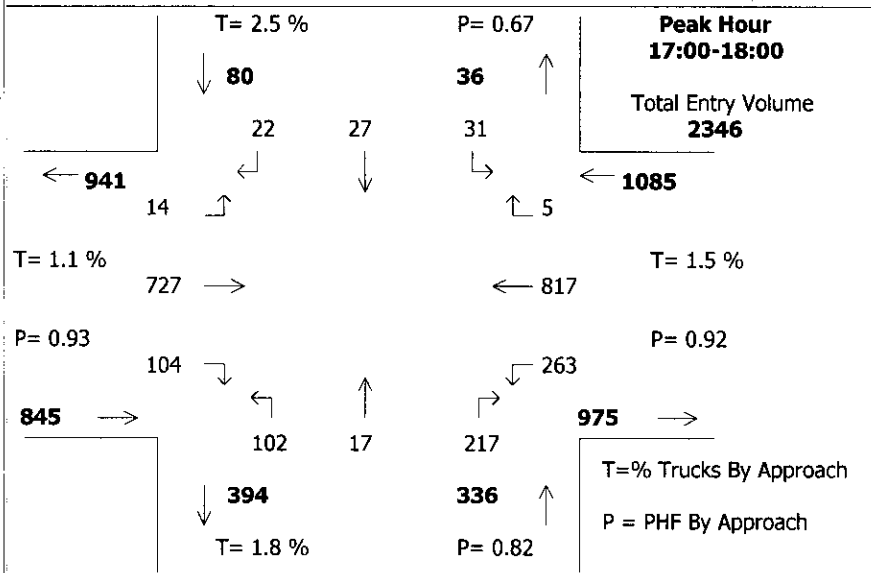 T= 2.5 % P= 0.67 Peak Hour
17:00-18:00
80 36
Total Entry Volume
22 27 31 2346
941 1085
14 5
T= 1.1 % T= 1.5 %
727 817
P= 0.93 P= 0.92
104 263
845 975
102 17 217
T=% Trucks By Approach
394 336
P = PHF By Approach
T= 1.8 % P= 0.82